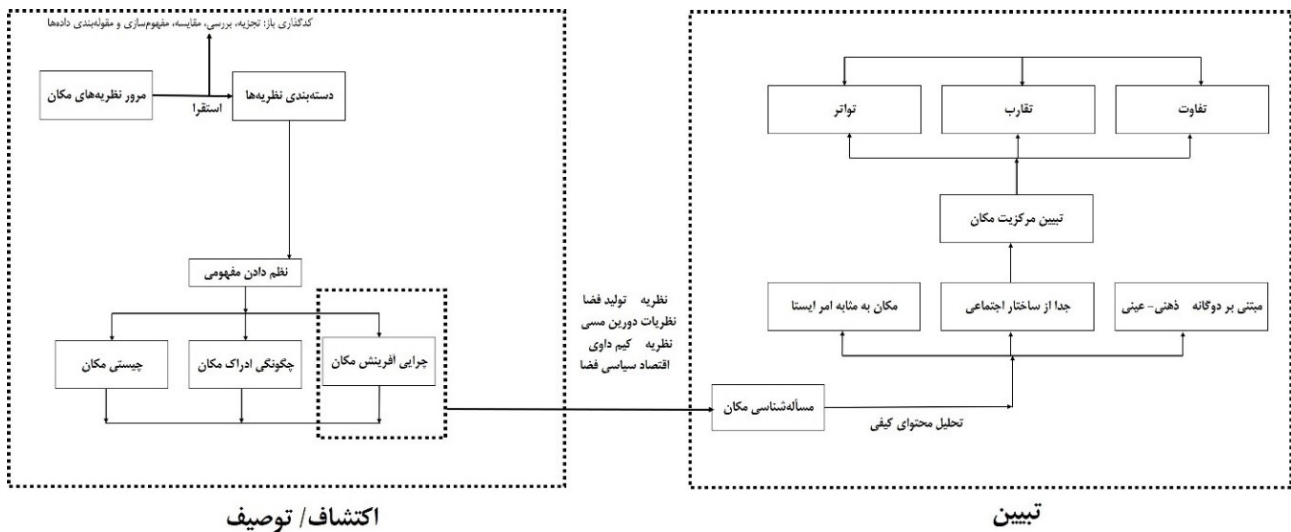 کدگذاری باز: تجزیه، بررسی، مقایسه، مفهوم‌سازی و مقوله‌بندی داده‌ها
مرور نظریه‌های مکان
استقرا
دسته‌بندی نظریه‌ها
نظم دادن مفهومی
چرایی آفرینش مکان
چگونگی ادراک مکان
چیستی مکان
اکتشاف/ توصیف
نظریه تولید فضا
نظریات دورین مسی
نظریه کیم داوی
اقتصاد سیاسی فضا
تفاوت
تقارب
تواتر
تبیین مرکزیت مکان
مبتنی بر دوگانه ذهنی- عینی
جدا از ساختار اجتماعی
مکان به مثابه امر ایستا
مسأله‌شناسی مکان
تحلیل محتوای کیفی
تبیین